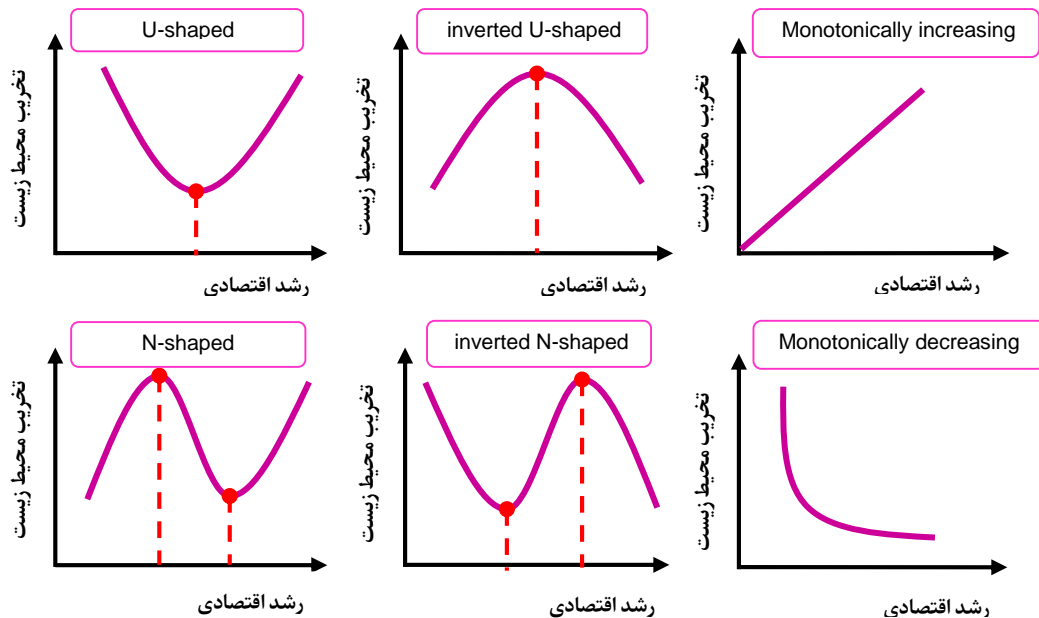 U-shaped
تخریب محیط زیست
رشد اقتصادی
inverted U-shaped
تخریب محیط زیست
رشد اقتصادی
Monotonically increasing
تخریب محیط زیست
رشد اقتصادی
N-shaped
تخریب محیط زیست
رشد اقتصادی
inverted N-shaped
تخریب محیط زیست
رشد اقتصادی
Monotonically decreasing
تخریب محیط زیست
رشد اقتصادی